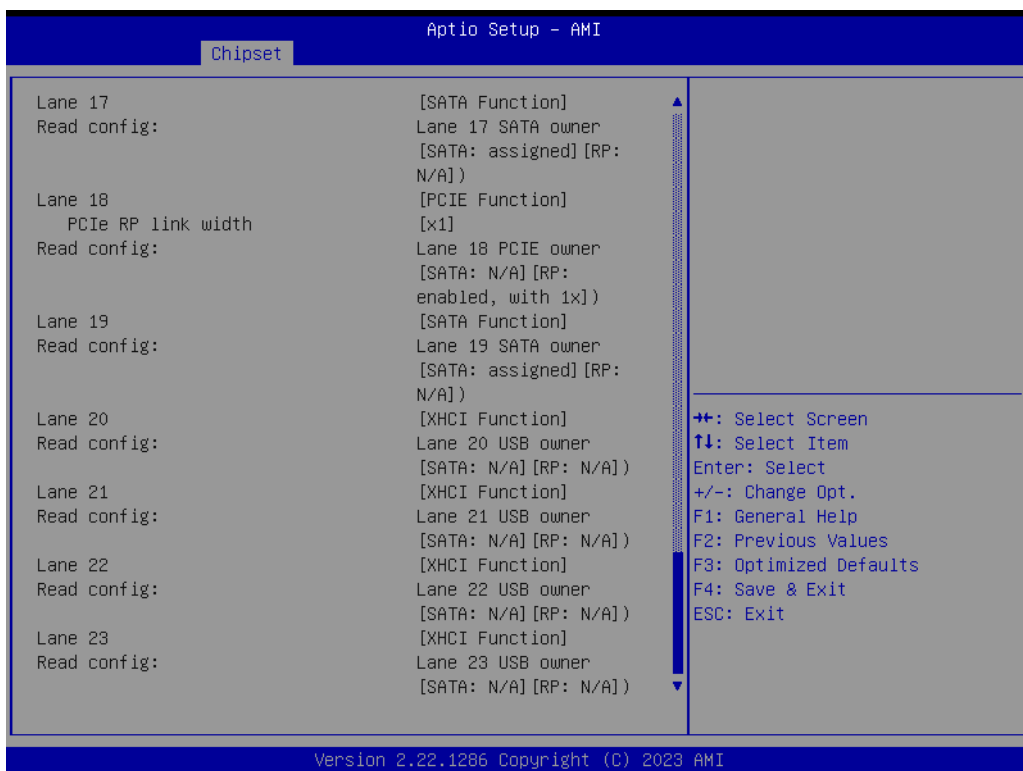 Aptio Setup – AMI
Chipset
Lane 17 [SATA Function]
Read config: Lane 17 SATA owner
[SATA: assigned][RP:
N/A])
Lane 18 [PCIE Function]
PCIe RP link width [x1]
Read config: Lane 18 PCIE owner
[SATA: N/A][RP:
enabled, with 1x])
Lane 19 [SATA Function]
Read config: Lane 19 SATA owner
[SATA: assigned][RP:
N/A])
Lane 20 [XHCI Function]
Read config: Lane 20 USB owner
[SATA: N/A][RP: N/A])
Lane 21 [XHCI Function]
Read config: Lane 21 USB owner
[SATA: N/A][RP: N/A])
Lane 22 [XHCI Function]
Read config: Lane 22 USB owner
[SATA: N/A][RP: N/A])
Lane 23 [XHCI Function]
Read config: Lane 23 USB owner
[SATA: N/A][RP: N/A])
→←: Select Screen
↑↓: Select Item
Enter: Select
+/-: Change Opt.
F1: General Help
F2: Previous Values
F3: Optimized Defaults
F4: Save & Exit
ESC: Exit
Version 2.22.1286 Copyright (C) 2023 AMI